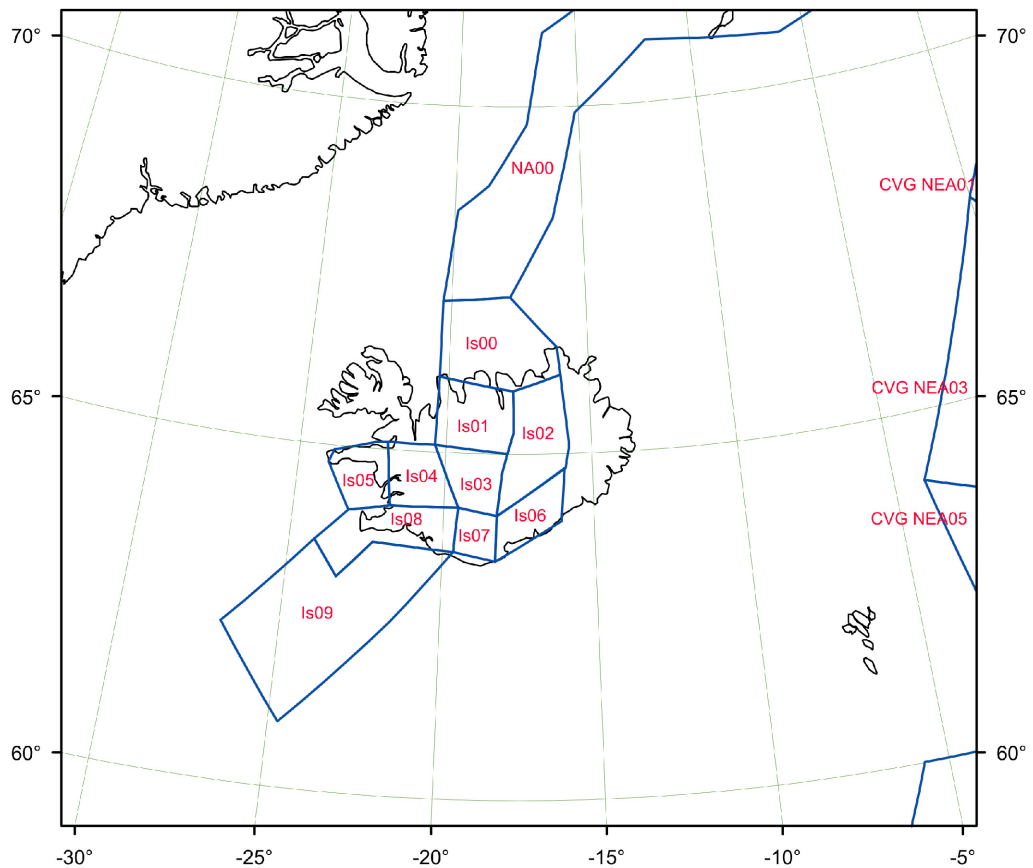 70°
70°
NA00
CVG NEA01
Is00
CVG NEA03
65°
65°
Is01
Is02
Is04
Is05
Is03
Is08
Is06
CVG NEA05
Is07
Is09
60°
60°
-30°
-25°
-20°
-15°
-10°
-5°